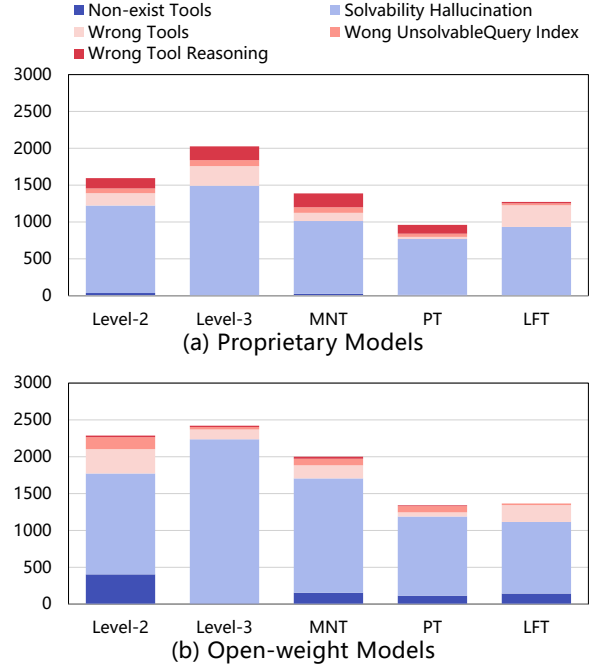 Non-exist Tools
Solvability Hallucination
Wrong Tools
Wong UnsolvableQuery Index
Wrong Tool Reasoning
3000
2500
2000
1500
1000
500
0
Level-2 Level-3 MNT PT LFT
(a) Proprietary Models
3000
2500
2000
1500
1000
500
0
Level-2 Level-3 MNT PT LFT
(b) Open-weight Models